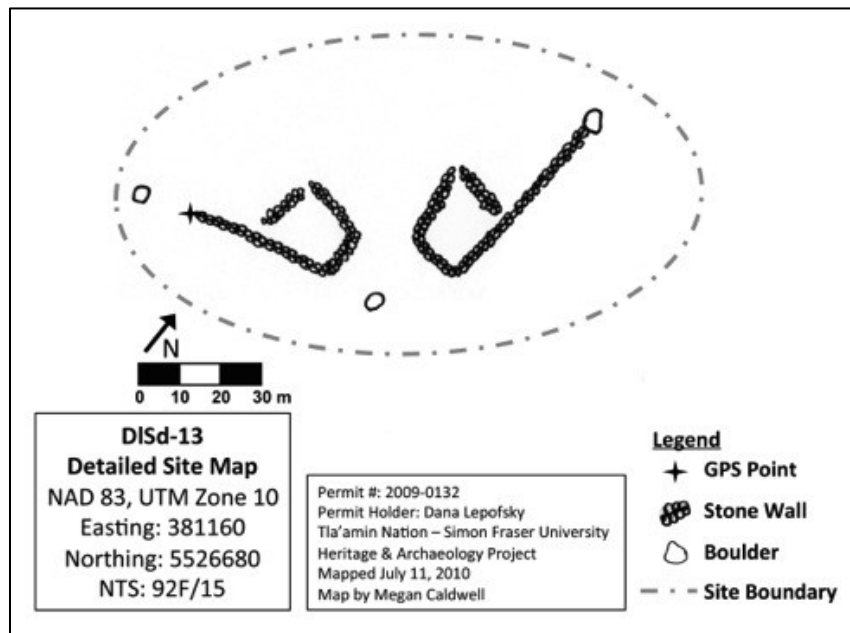 N
0 10 20 30 m
DISd-13
Detailed Site Map
NAD 83, UTM Zone 10
Easting: 381160
Northing: 5526680
NTS: 92F/15
Permit #: 2009-0132
Permit Holder: Dana Lepofsky
Tla'amin Nation – Simon Fraser University
Heritage & Archaeology Project
Mapped July 11, 2010
Map by Megan Caldwell
Legend
GPS Point
Stone Wall
Boulder
Site Boundary